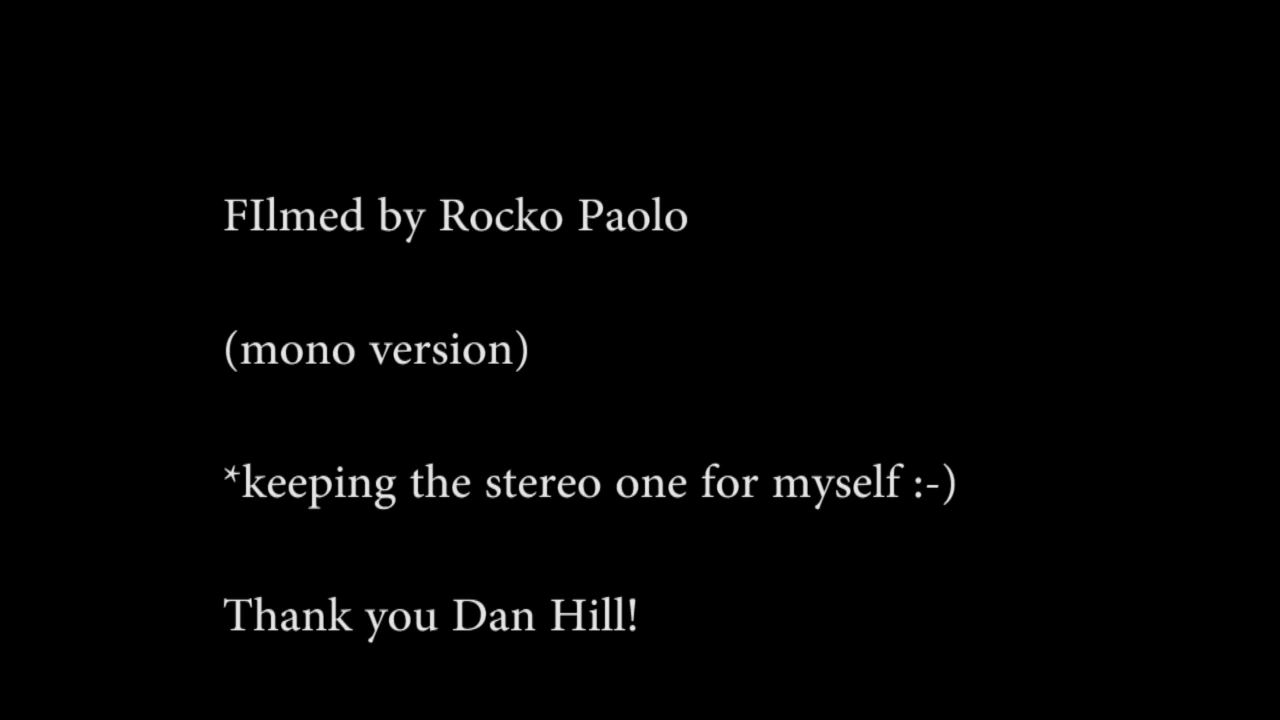 FIlmed by Rocko Paolo
(mono version)
*keeping the stereo one for myself :-)
Thank you Dan Hill!